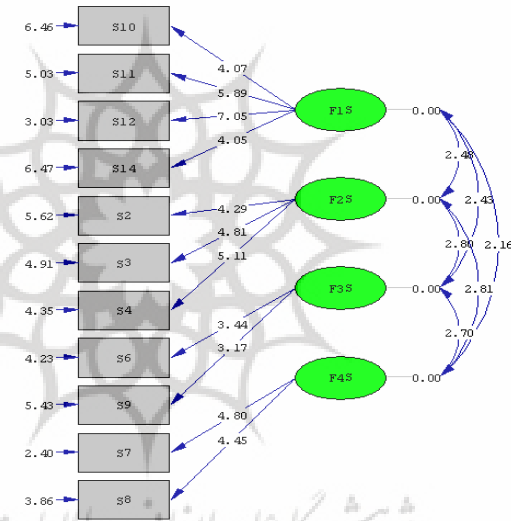 6.46 S10
4.07
5.03 S11
5.89
F1S 0.00
3.03 S12
7.05
4.05
2.48
6.47 S14
F2S 0.00 2.43
5.62 S2
4.29
4.81
2.80 2.16
4.91 S3
5.11
F3S 0.00 2.81
4.35 S4
3.44
2.70
4.23 S6
3.17
F4S 0.00
5.43 S9
4.80
4.45
2.40 S7
3.86 S8